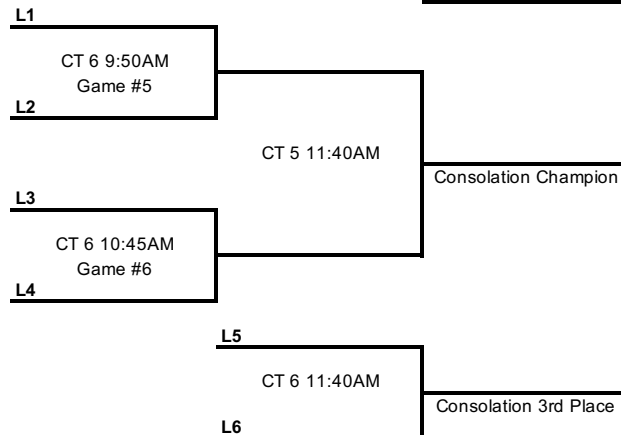 L1
CT 6 9:50AM
Game #5
L2
CT 5 11:40AM
Consolation Champion
L3
CT 6 10:45AM
Game #6
L4
L5
CT 6 11:40AM
Consolation 3rd Place
L6